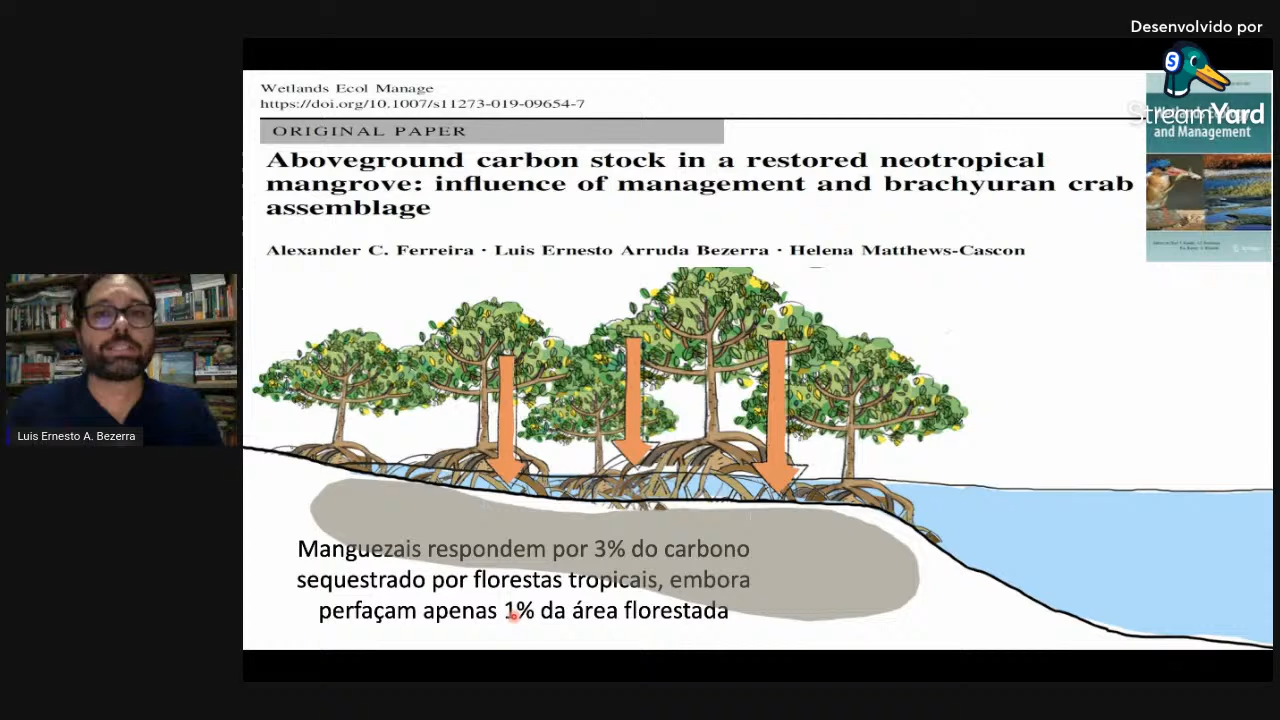 Desenvolvido por
StreamYard
Wetlands Ecol Manage
https://doi.org/10.1007/s11273-019-09654-7
ORIGINAL PAPER
and Management
Aboveground carbon stock in a restored neotropical
mangrove: influence of management and brachyuran crab
assemblage
Alexander C. Ferreira · Luis Ernesto Arruda Bezerra · Helena Matthews-Cascon
Luis Ernesto A. Bezerra
Manguezais respondem por 3% do carbono
sequestrado por florestas tropicais, embora
perfaçam apenas 1% da área florestada